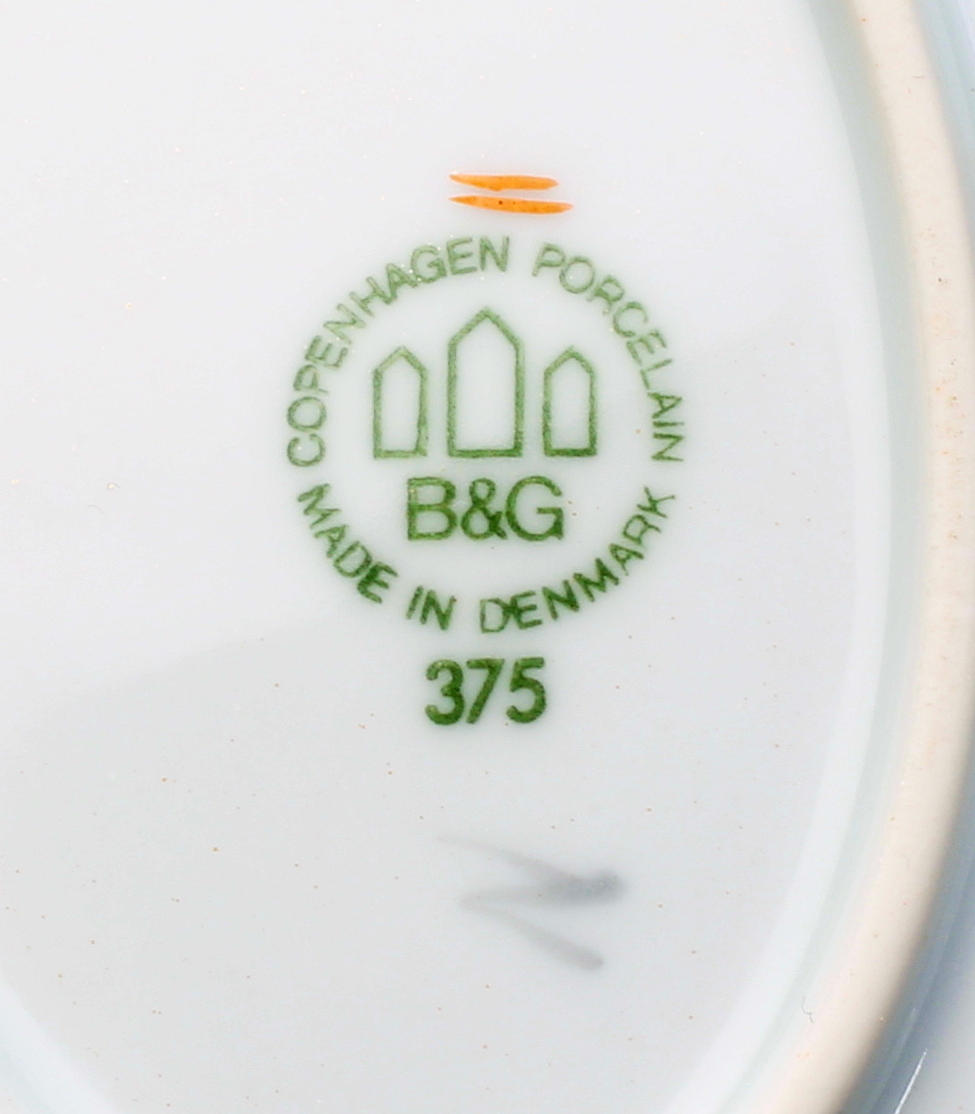 COPENHAGEN PORCELAIN
B&G
MADE IN DENMARK
375